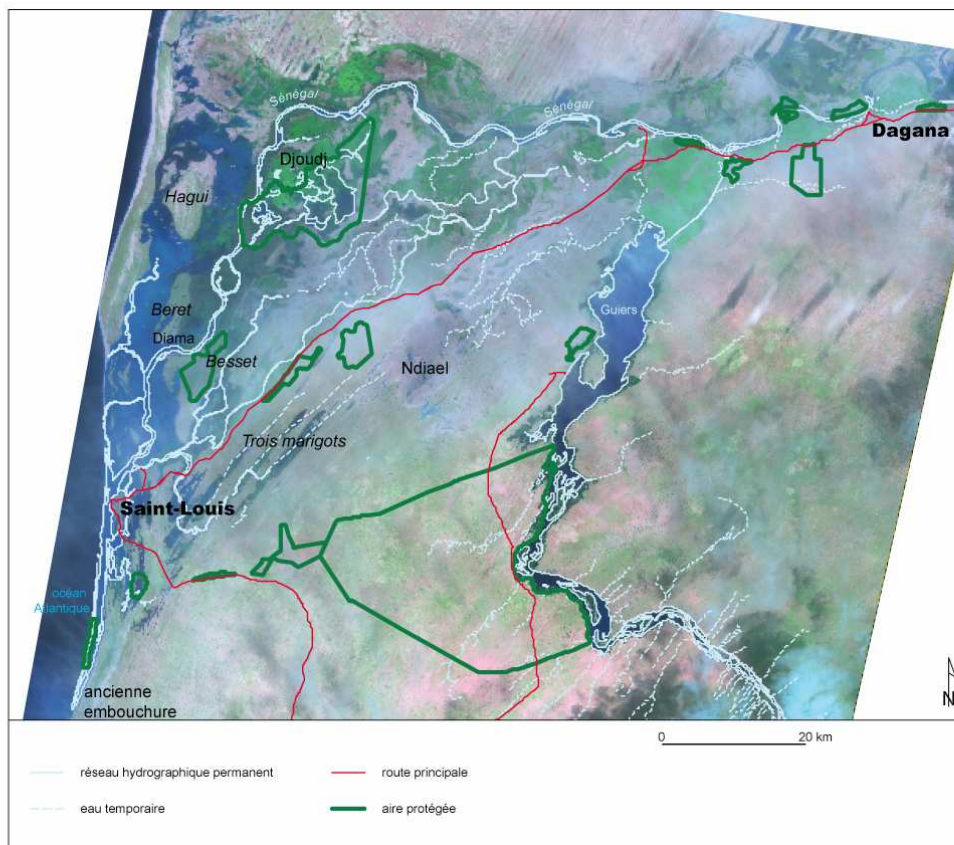 Sénégal
Sénégal
Dagana
Djoudj
Hagui
Guiers
Beret
Diama
Besset
Ndiael
Trois marigots
Saint-Louis
océan
Atlantique
ancienne
embouchure
N
0 20 km
réseau hydrographique permanent
route principale
eau temporaire
aire protégée